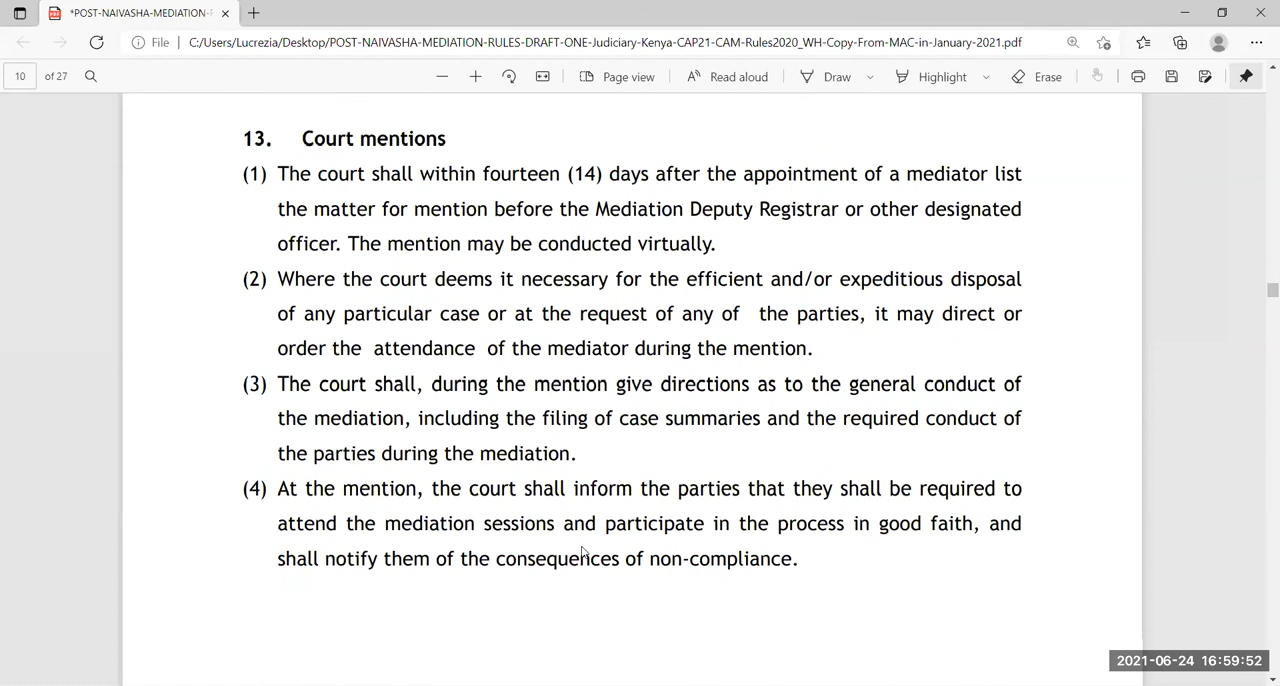 *POST-NAIVASHA-MEDIATION-
File C:/Users/Lucrezia/Desktop/POST-NAIVASHA-MEDIATION-RULES-DRAFT-ONE-Judiciary-Kenya-CAP21-CAM-Rules2020_WH-Copy-From-MAC-in-January-2021.pdf
10 of 27 Page view Read aloud Draw Highlight Erase
13. Court mentions
(1) The court shall within fourteen (14) days after the appointment of a mediator list
the matter for mention before the Mediation Deputy Registrar or other designated
officer. The mention may be conducted virtually.
(2) Where the court deems it necessary for the efficient and/or expeditious disposal
of any particular case or at the request of any of the parties, it may direct or
order the attendance of the mediator during the mention.
(3) The court shall, during the mention give directions as to the general conduct of
the mediation, including the filing of case summaries and the required conduct of
the parties during the mediation.
(4) At the mention, the court shall inform the parties that they shall be required to
attend the mediation sessions and participate in the process in good faith, and
shall notify them of the consequences of non-compliance.
2021-06-24 16:59:52